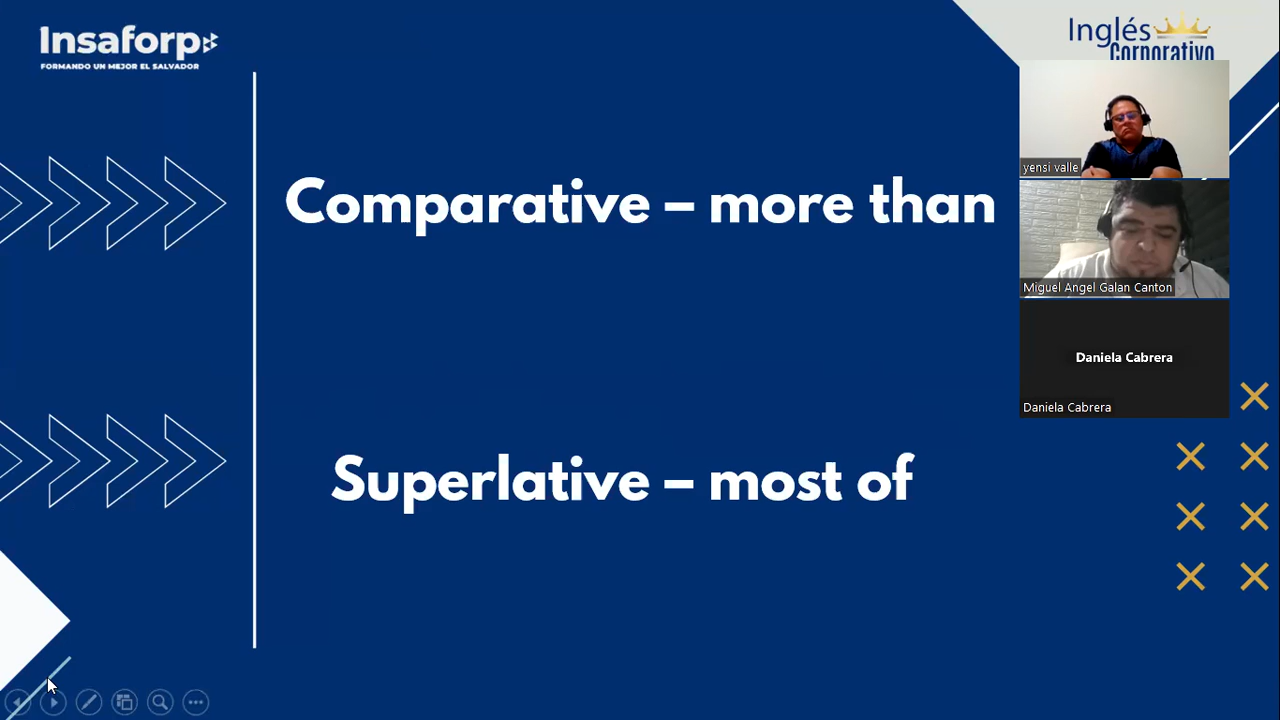 Insaforp
FORMANDO UN MEJOR EL SALVADOR
Inglés
Corporativo
Comparative – more than
Superlative – most of
yensi valle
Miguel Angel Galan Canton
Daniela Cabrera
Daniela Cabrera